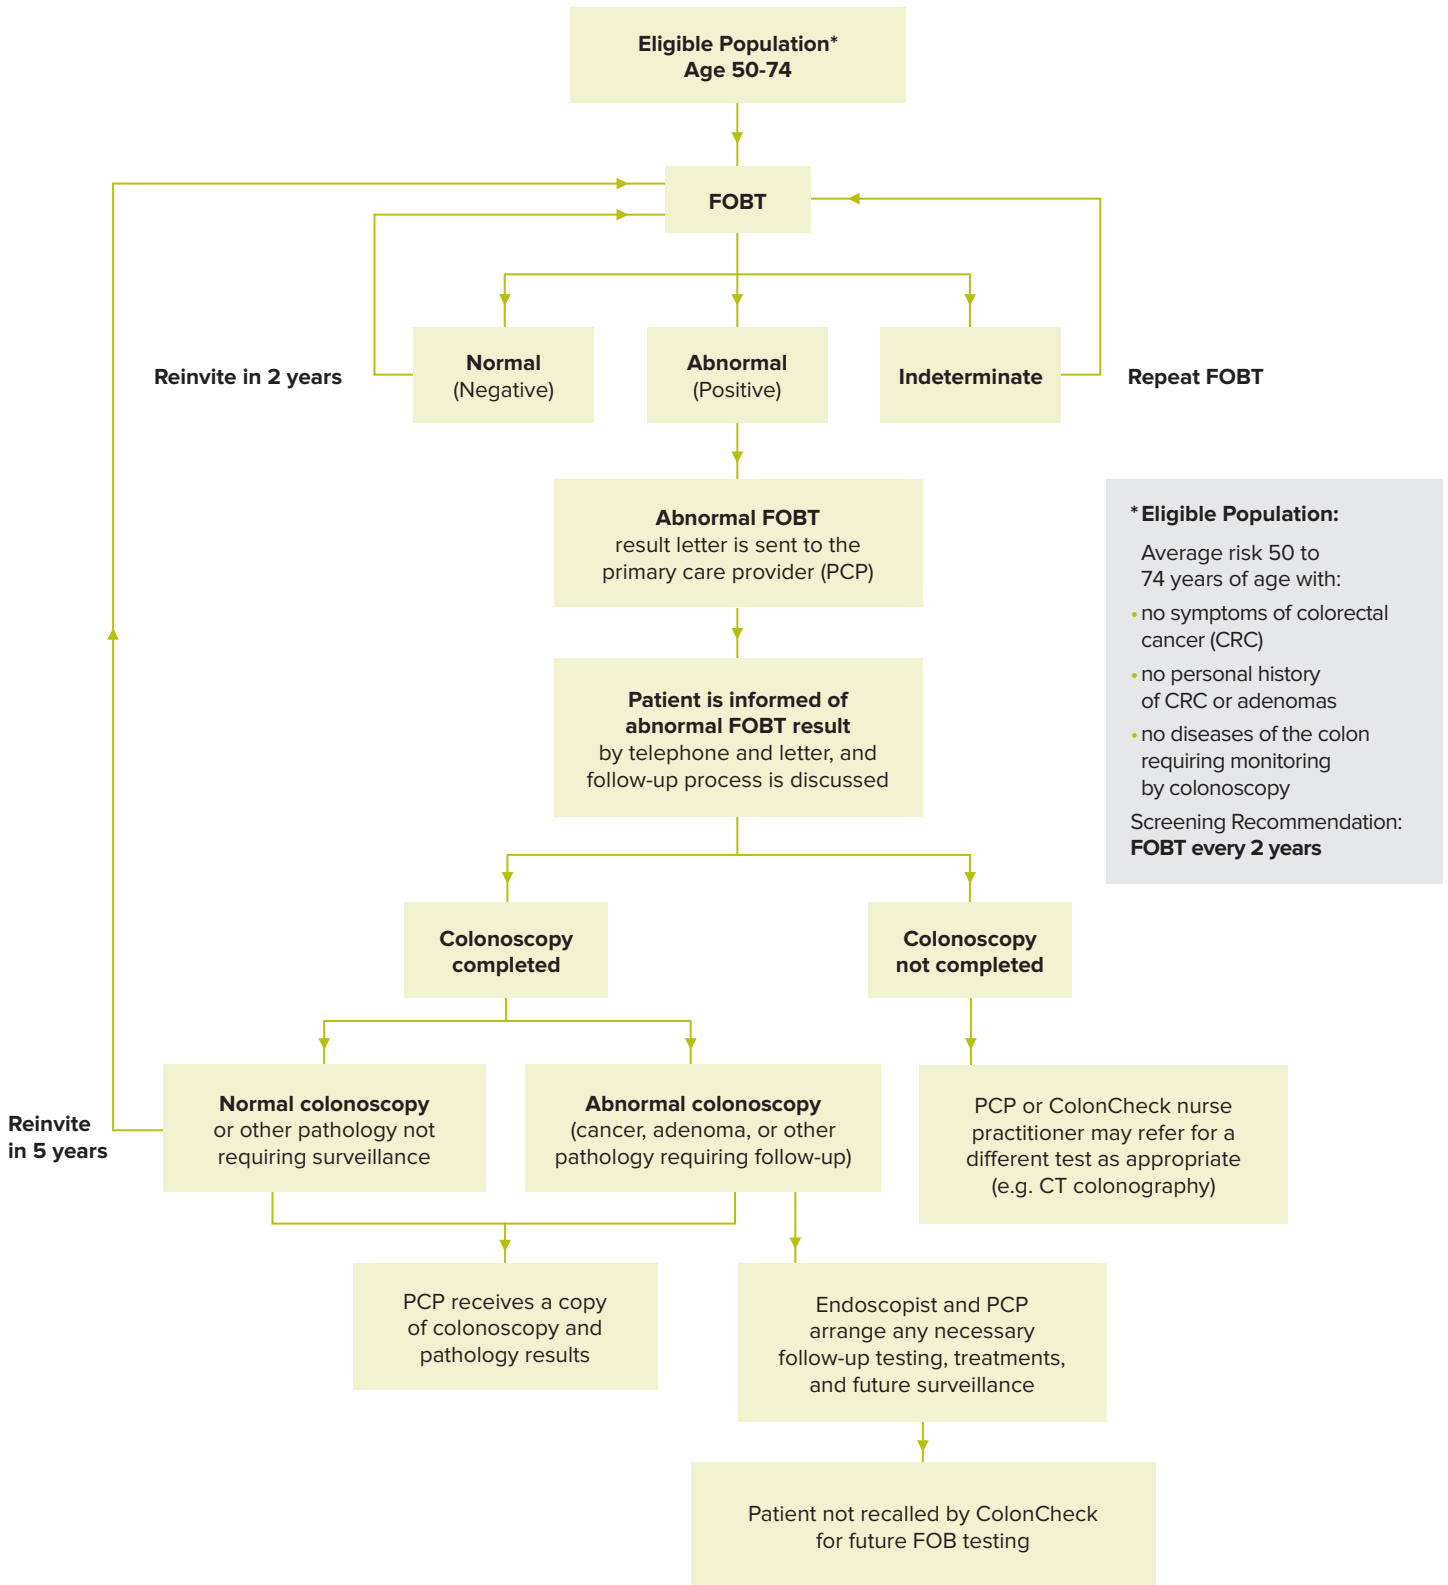 Eligible Population*
Age 50-74
FOBT
Reinvite in 2 years
Normal
(Negative)
Abnormal
(Positive)
Indeterminate
Repeat FOBT
Abnormal FOBT
result letter is sent to the
primary care provider (PCP)
* Eligible Population:
Average risk 50 to
74 years of age with:
• no symptoms of colorectal
cancer (CRC)
• no personal history
of CRC or adenomas
• no diseases of the colon
requiring monitoring
by colonoscopy
Screening Recommendation:
FOBT every 2 years
Patient is informed of
abnormal FOBT result
by telephone and letter, and
follow-up process is discussed
Colonoscopy
completed
Colonoscopy
not completed
Reinvite
in 5 years
Normal colonoscopy
or other pathology not
requiring surveillance
Abnormal colonoscopy
(cancer, adenoma, or other
pathology requiring follow-up)
PCP or ColonCheck nurse
practitioner may refer for a
different test as appropriate
(e.g. CT colonography)
PCP receives a copy
of colonoscopy and
pathology results
Endoscopist and PCP
arrange any necessary
follow-up testing, treatments,
and future surveillance
Patient not recalled by ColonCheck
for future FOB testing